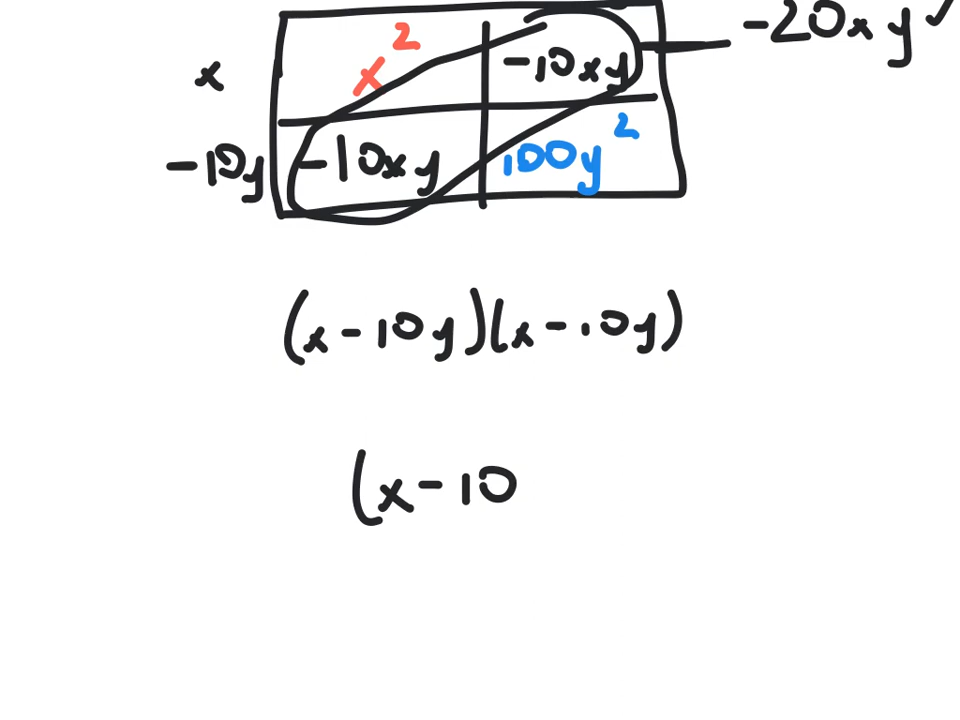 x² -10xy -20xy ✓
x
-10y -10xy 100y²
(x-10y)(x-10y)
(x-10